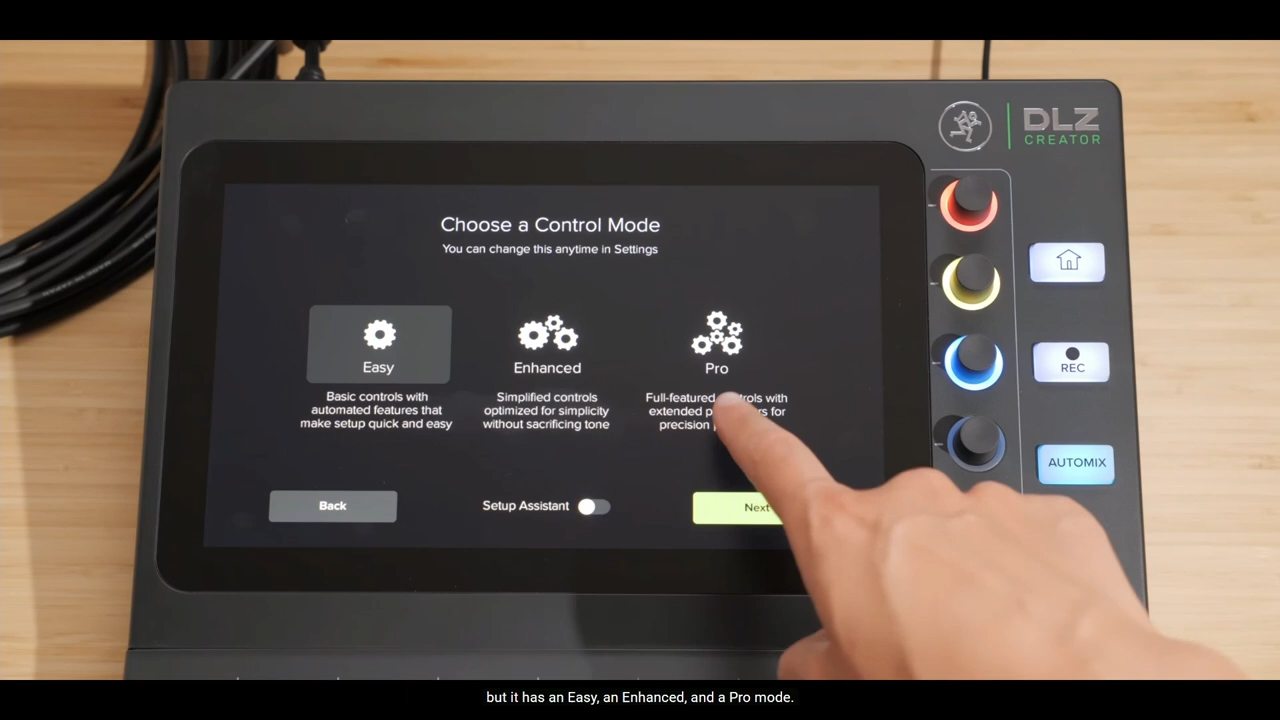 DLZ
CREATOR
Choose a Control Mode
You can change this anytime in Settings
Easy
Basic controls with
automated features that
make setup quick and easy
Enhanced
Simplified controls
optimized for simplicity
without sacrificing tone
Pro
Full-featured with
extended for
precision
Back
Setup Assistant
Next
REC
AUTOMIX
but it has an Easy, an Enhanced, and a Pro mode.